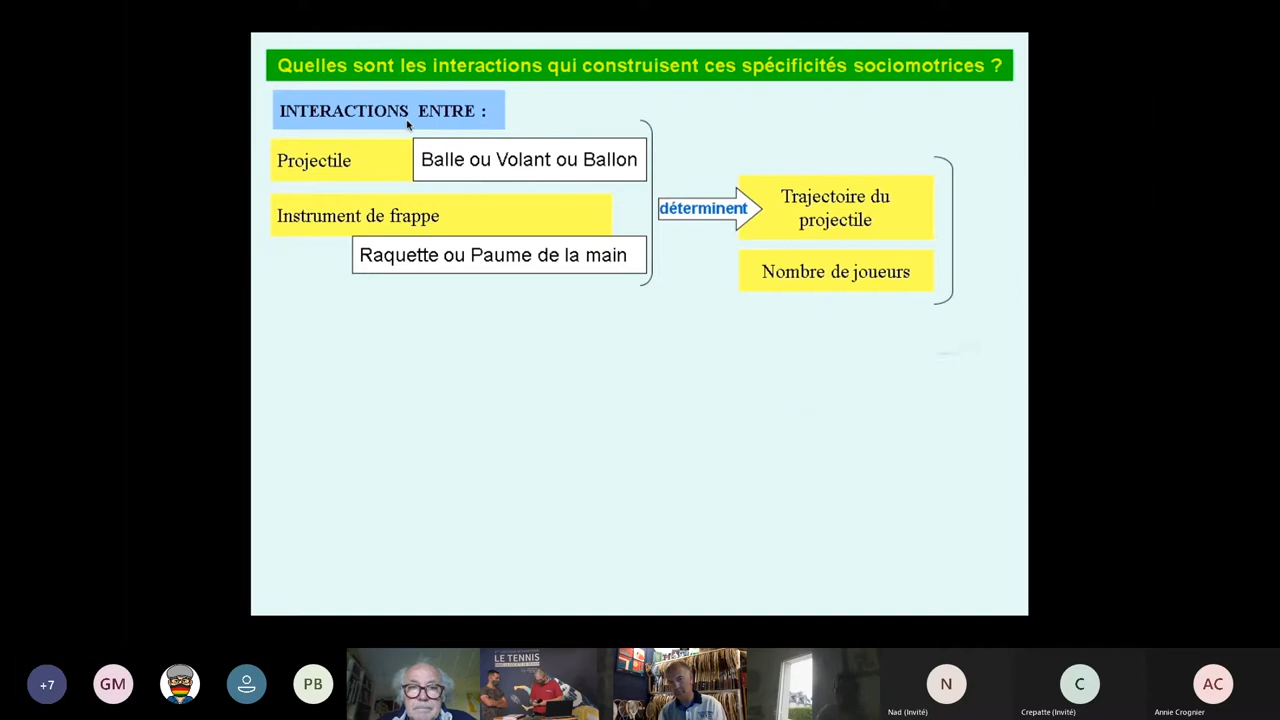 Quelles sont les interactions qui construisent ces spécificités sociomotrices ?
INTERACTIONS ENTRE :
Projectile
Balle ou Volant ou Ballon
Instrument de frappe
Raquette ou Paume de la main
déterminent
Trajectoire du
projectile
Nombre de joueurs
+7
GM
PB
LE TENNIS
N
Nad (Invité)
C
Crepatte (Invité)
AC
Annie Crognier